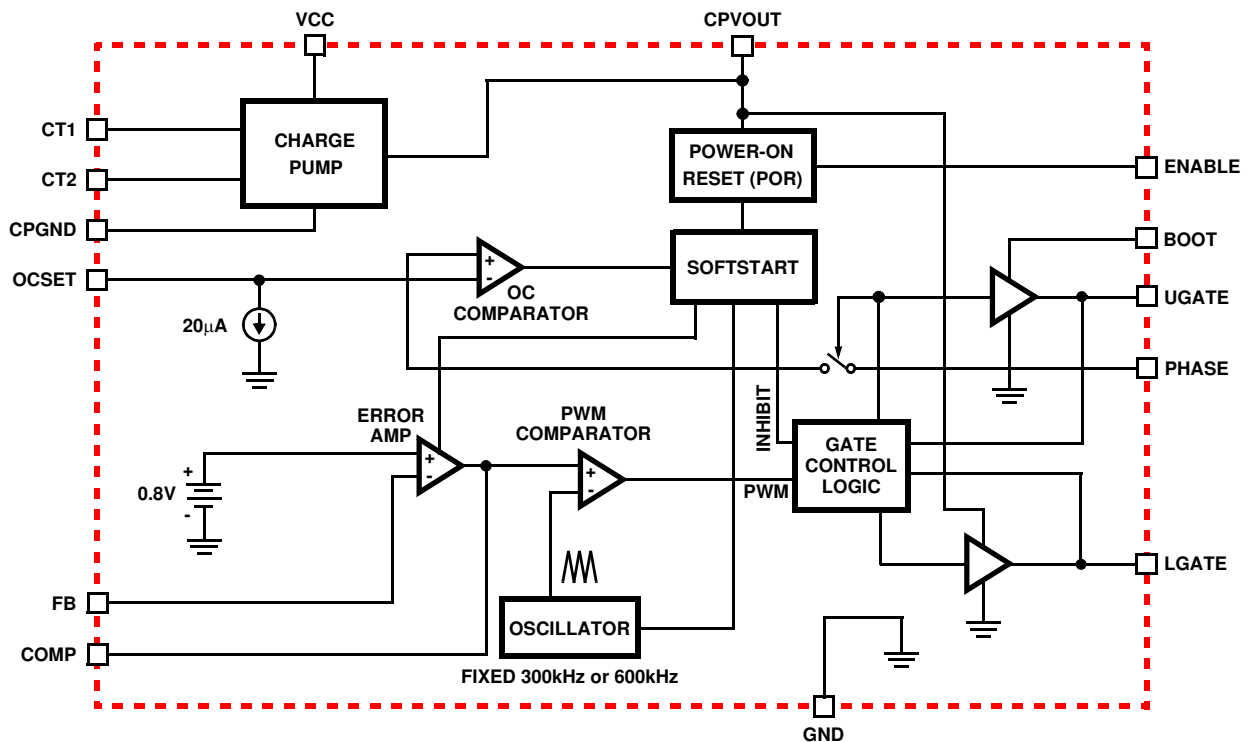 VCC
CPVOUT
CT1
CHARGE
PUMP
CT2
CPGND
OCSET
POWER-ON
RESET (POR)
ENABLE
SOFTSTART
BOOT
UGATE
PHASE
+
-
OC
COMPARATOR
20μA
ERROR
AMP
PWM
COMPARATOR
INHIBIT
GATE
CONTROL
LOGIC
PWM
+
0.8V
-
+
-
+
-
LGATE
FB
COMP
OSCILLATOR
FIXED 300kHz or 600kHz
GND